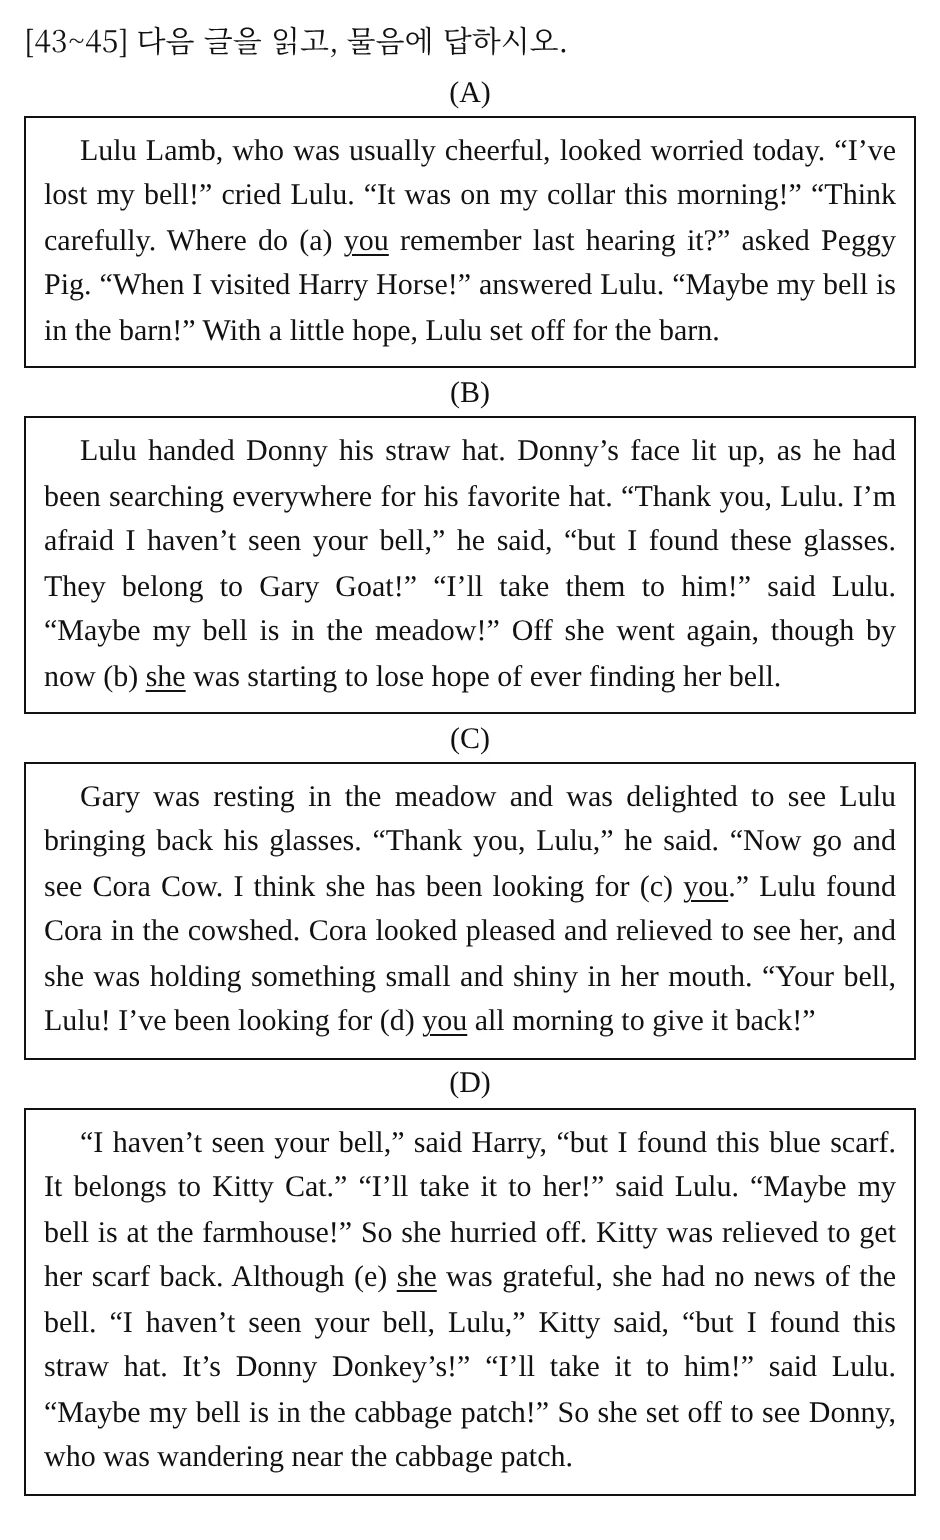 [43~45] 다음 글을 읽고, 물음에 답하시오.
(A)
Lulu Lamb, who was usually cheerful, looked worried today. “I’ve
lost my bell!” cried Lulu. “It was on my collar this morning!” “Think
carefully. Where do (a) you remember last hearing it?” asked Peggy
Pig. “When I visited Harry Horse!” answered Lulu. “Maybe my bell is
in the barn!” With a little hope, Lulu set off for the barn.
(B)
Lulu handed Donny his straw hat. Donny’s face lit up, as he had
been searching everywhere for his favorite hat. “Thank you, Lulu. I’m
afraid I haven’t seen your bell,” he said, “but I found these glasses.
They belong to Gary Goat!” “I’ll take them to him!” said Lulu.
“Maybe my bell is in the meadow!” Off she went again, though by
now (b) she was starting to lose hope of ever finding her bell.
(C)
Gary was resting in the meadow and was delighted to see Lulu
bringing back his glasses. “Thank you, Lulu,” he said. “Now go and
see Cora Cow. I think she has been looking for (c) you.” Lulu found
Cora in the cowshed. Cora looked pleased and relieved to see her, and
she was holding something small and shiny in her mouth. “Your bell,
Lulu! I’ve been looking for (d) you all morning to give it back!”
(D)
“I haven’t seen your bell,” said Harry, “but I found this blue scarf.
It belongs to Kitty Cat.” “I’ll take it to her!” said Lulu. “Maybe my
bell is at the farmhouse!” So she hurried off. Kitty was relieved to get
her scarf back. Although (e) she was grateful, she had no news of the
bell. “I haven’t seen your bell, Lulu,” Kitty said, “but I found this
straw hat. It’s Donny Donkey’s!” “I’ll take it to him!” said Lulu.
“Maybe my bell is in the cabbage patch!” So she set off to see Donny,
who was wandering near the cabbage patch.